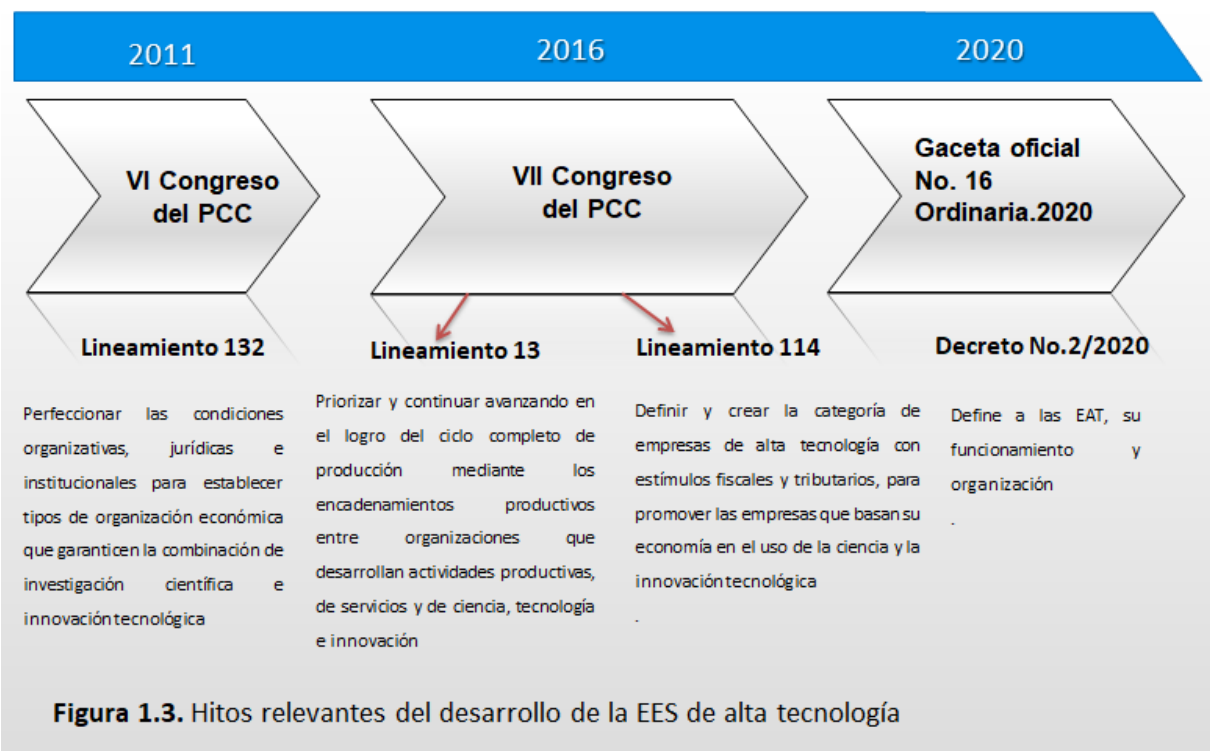 2011
2016
2020
VI Congreso
del PCC
VII Congreso
del PCC
Gaceta oficial
No. 16
Ordinaria.2020
Lineamiento 132
Perfeccionar las condiciones
organizativas, jurídicas e
institucionales para establecer
tipos de organización económica
que garanticen la combinación de
investigación científica e
innovación tecnológica
Lineamiento 13
Priorizar y continuar avanzando en
el logro del ciclo completo de
producción mediante los
encadenamientos productivos
entre organizaciones que
desarrollan actividades productivas,
de servicios y de ciencia, tecnología
e innovación
Lineamiento 114
Definir y crear la categoría de
empresas de alta tecnología con
estímulos fiscales y tributarios, para
promover las empresas que basan su
economía en el uso de la ciencia y la
innovación tecnológica
.
Decreto No.2/2020
Define a las EAT, su
funcionamiento y
organización
.
Figura 1.3. Hitos relevantes del desarrollo de la EES de alta tecnología